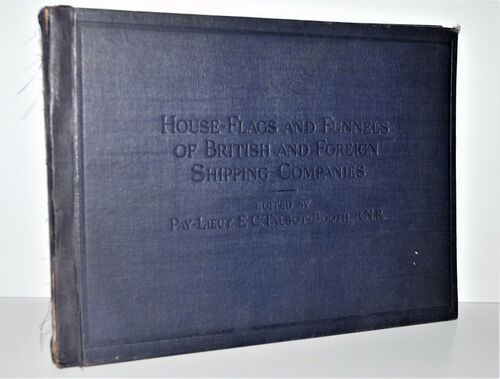 HOUSE-FLAGS AND FUNNELS
OF BRITISH AND FOREIGN
SHIPPING COMPANIES
EDITED BY
PAY-LIEUT. E.C. TALBOT-BOOTH, R.N.R.